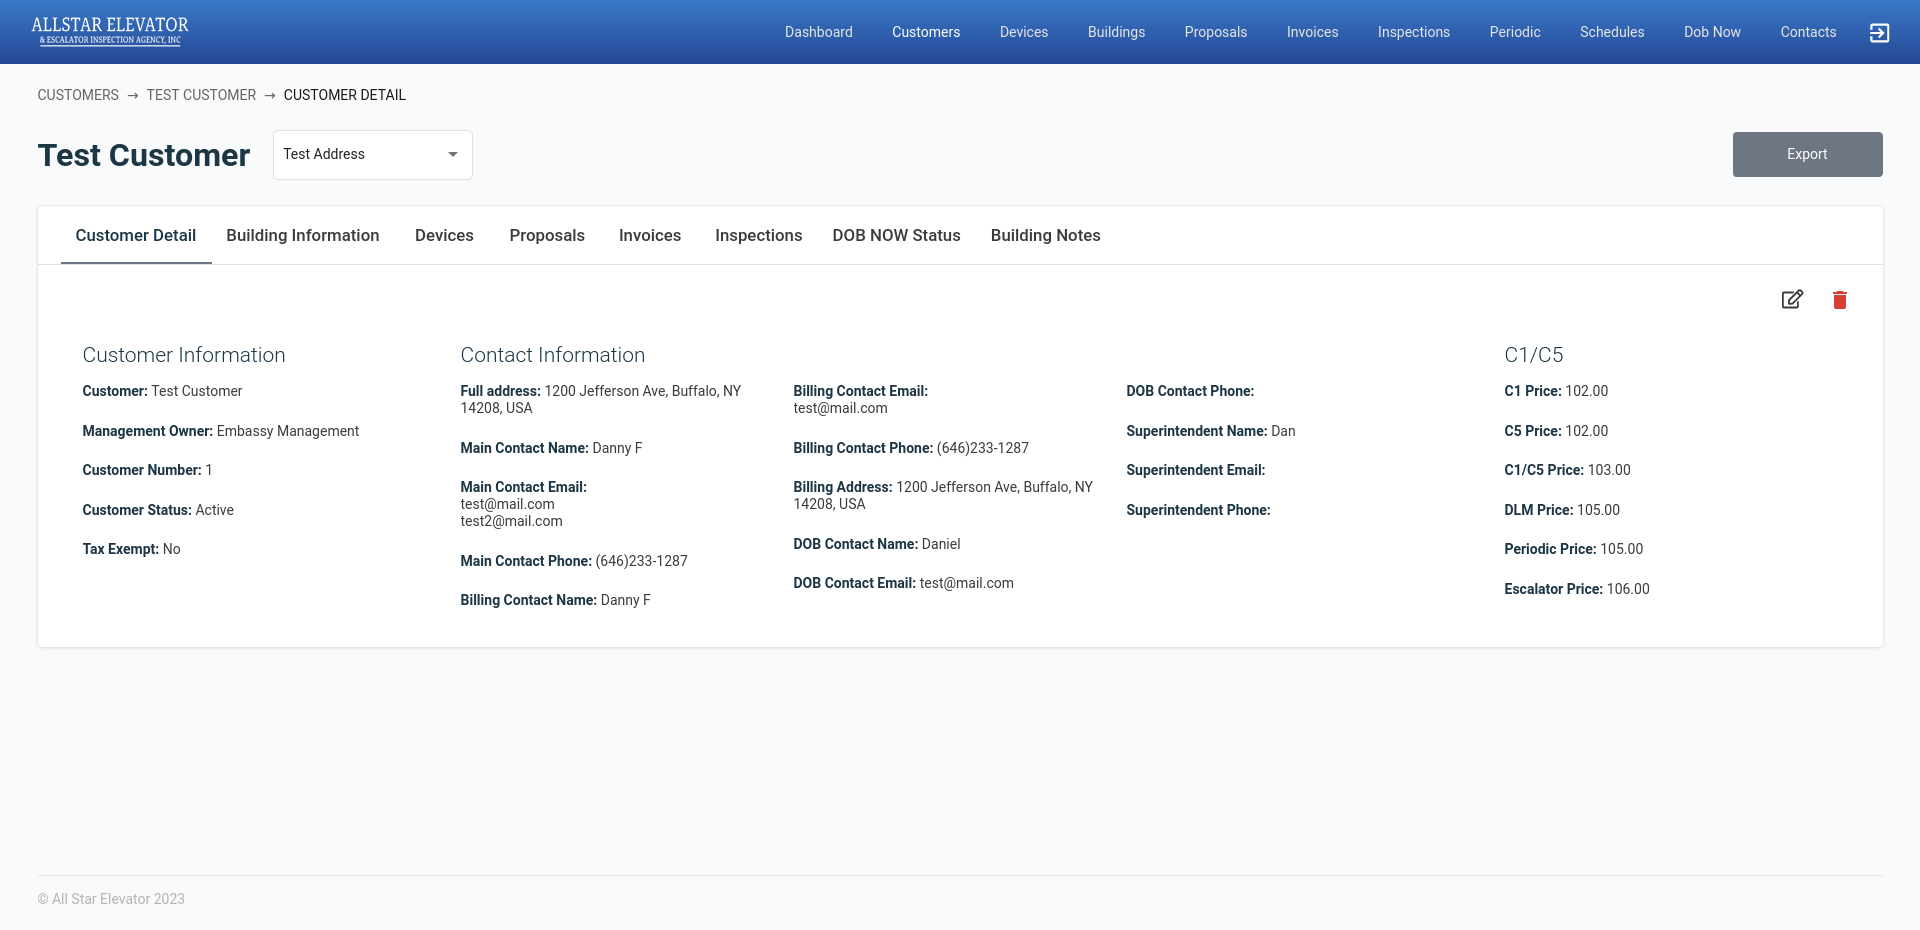 ALLSTAR ELEVATOR
& ESCALATOR INSPECTION AGENCY, INC
Dashboard
Customers
Devices
Buildings
Proposals
Invoices
Inspections
Periodic
Schedules
Dob Now
Contacts
CUSTOMERS → TEST CUSTOMER → CUSTOMER DETAIL
Test Customer
Test Address
Export
Customer Detail
Building Information
Devices
Proposals
Invoices
Inspections
DOB NOW Status
Building Notes
Customer Information
Customer: Test Customer
Management Owner: Embassy Management
Customer Number: 1
Customer Status: Active
Tax Exempt: No
Contact Information
Full address: 1200 Jefferson Ave, Buffalo, NY
14208, USA
Main Contact Name: Danny F
Main Contact Email:
test@mail.com
test2@mail.com
Main Contact Phone: (646)233-1287
Billing Contact Name: Danny F
Billing Contact Email:
test@mail.com
Billing Contact Phone: (646)233-1287
Billing Address: 1200 Jefferson Ave, Buffalo, NY
14208, USA
DOB Contact Name: Daniel
DOB Contact Email: test@mail.com
DOB Contact Phone:
Superintendent Name: Dan
Superintendent Email:
Superintendent Phone:
C1/C5
C1 Price: 102.00
C5 Price: 102.00
C1/C5 Price: 103.00
DLM Price: 105.00
Periodic Price: 105.00
Escalator Price: 106.00
© All Star Elevator 2023